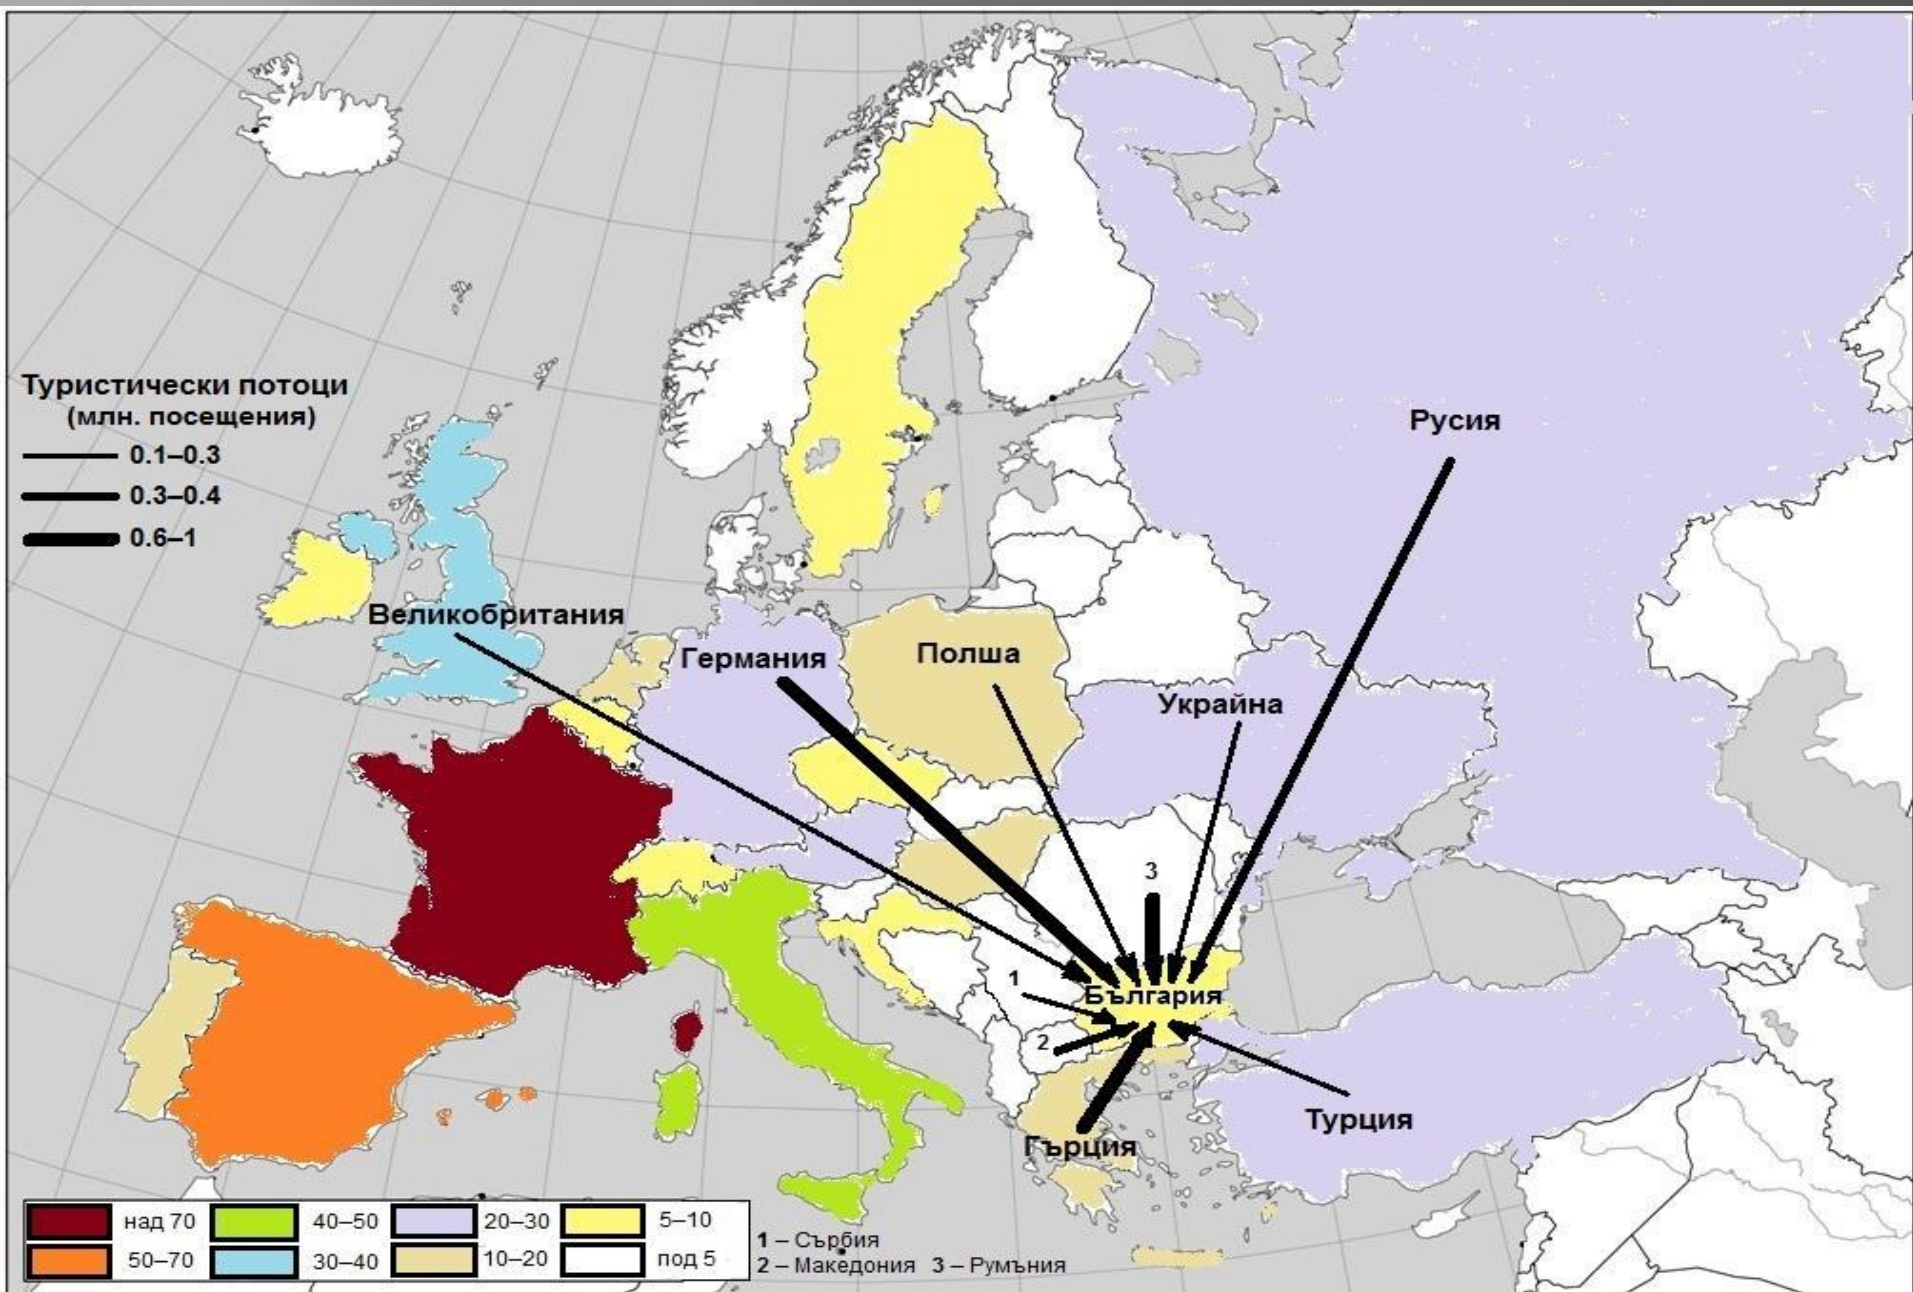 Туристически потоци
(млн. посещения)
0.1–0.3
0.3–0.4
0.6–1
Русия
Великобритания
Германия
Полша
Украйна
3
1
България
2
Турция
Гърция
над 70
40–50
20–30
5–10
50–70
30–40
10–20
под 5
1 – Сърбия
2 – Македония 3 – Румъния